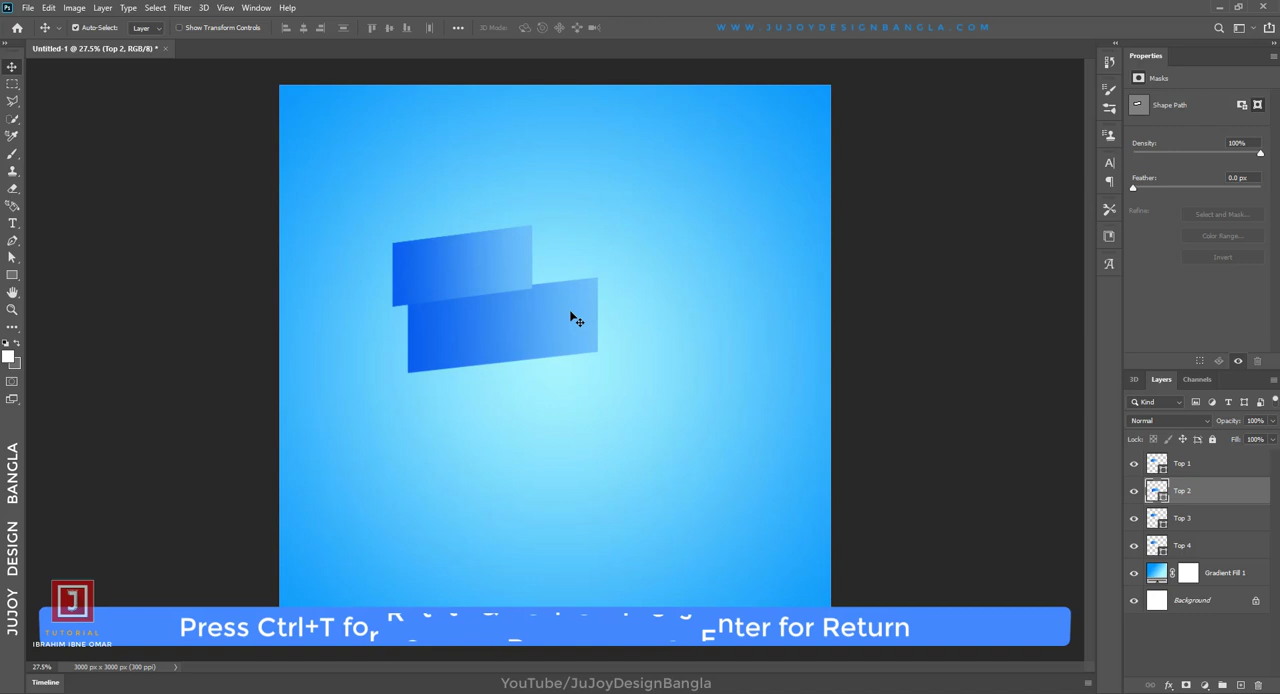 File Edit Image Layer Type Select Filter 3D View Window Help
Auto-Select: Layer Show Transform Controls 3D Mode: WWW.JUJOYDESIGNBANGLA.COM
Untitled-1 @ 27.5% (Top 2, RGB/8) *
Properties
Masks
Shape Path
Density: 100%
Feather: 0.0 px
Refine: Select and Mask...
Color Range...
Invert
3D Layers Channels
Kind
Normal Opacity: 100%
Lock: Fill: 100%
Top 1
Top 2
Top 3
Top 4
Gradient Fill 1
Background
JUJOY DESIGN BANGLA
J
TUTORIAL
IBRAHIM IBNE OMAR
Press Ctrl+T for Enter for Return
27.5% 3000 px x 3000 px (300 ppi)
Timeline
YouTube/JuJoyDesignBangla